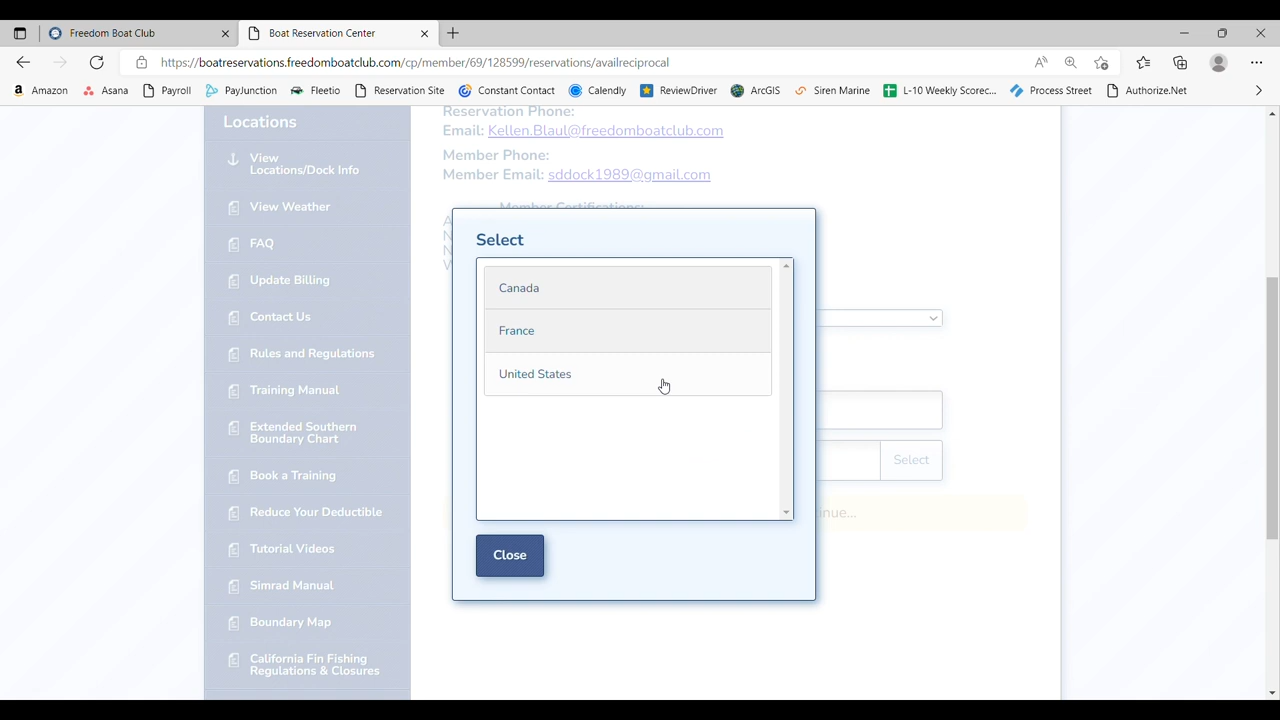 Freedom Boat Club
Boat Reservation Center
https://boatreservations.freedomboatclub.com/cp/member/69/128599/reservations/availreciprocal
Amazon
Asana
Payroll
PayJunction
Fleetio
Reservation Site
Constant Contact
Calendly
ReviewDriver
ArcGIS
Siren Marine
L-10 Weekly Scorec...
Process Street
Authorize.Net
Locations
View
Locations/Dock Info
View Weather
FAQ
Update Billing
Contact Us
Rules and Regulations
Training Manual
Extended Southern
Boundary Chart
Book a Training
Reduce Your Deductible
Tutorial Videos
Simrad Manual
Boundary Map
California Fin Fishing
Regulations & Closures
Reservation Phone:
Email: Kellen.Blaul@freedomboatclub.com
Member Phone:
Member Email: sddock1989@gmail.com
Member Certifications:
Select
Canada
France
United States
Close
Select